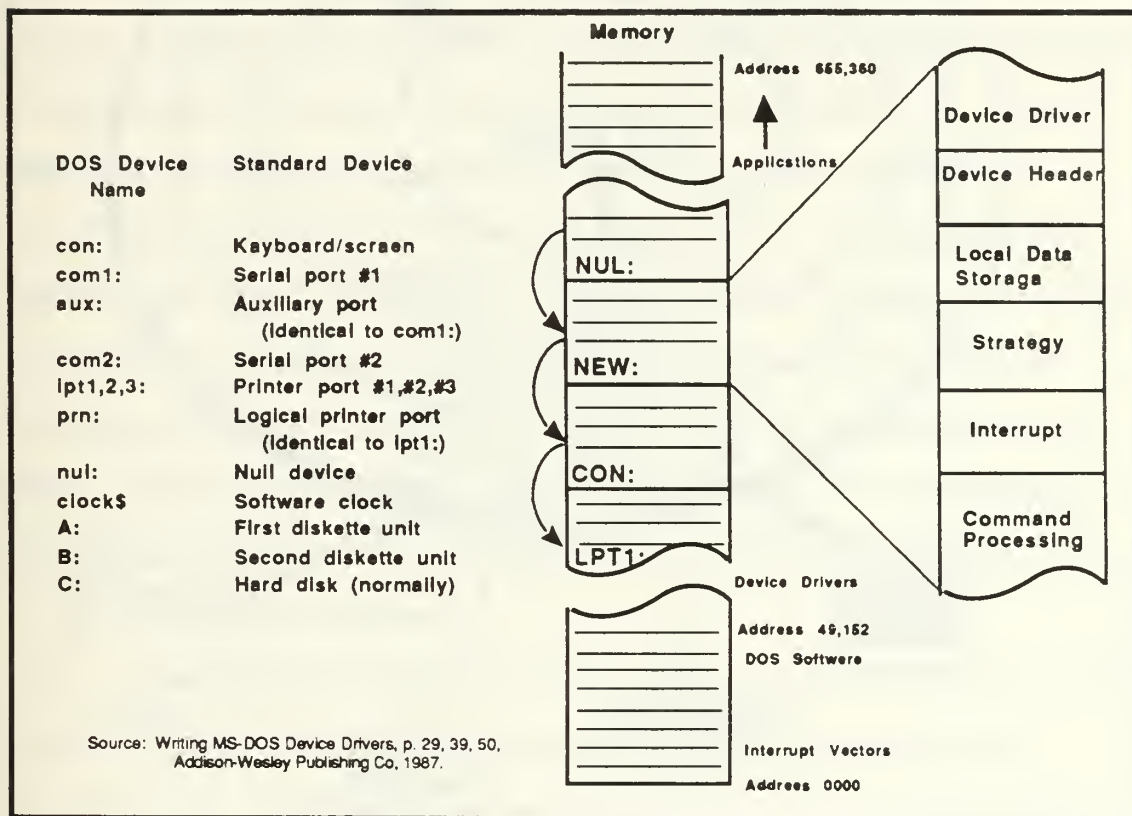 Memory
Address 655,360
Applications
DOS Device Name
Standard Device
con: Kayboard/scraan
com1: Serial port #1
aux: Auxiliary port
(identical to com1:)
com2: Serial port #2
lpt1,2,3: Printer port #1,#2,#3
prn: Logical printer port
(identical to lpt1:)
nul: Null device
clock$ Software clock
A: First diskette unit
B: Second diskette unit
C: Hard disk (normally)
NUL:
NEW:
CON:
LPT1:
Device Drivers
Address 49,152
DOS Software
Interrupt Vectors
Addrees 0000
Device Driver
Device Header
Local Data
Storaga
Strategy
Interrupt
Command
Processing
Source: Writing MS-DOS Device Drivers, p. 29, 39, 50,
Addison-Wesley Publishing Co, 1987.